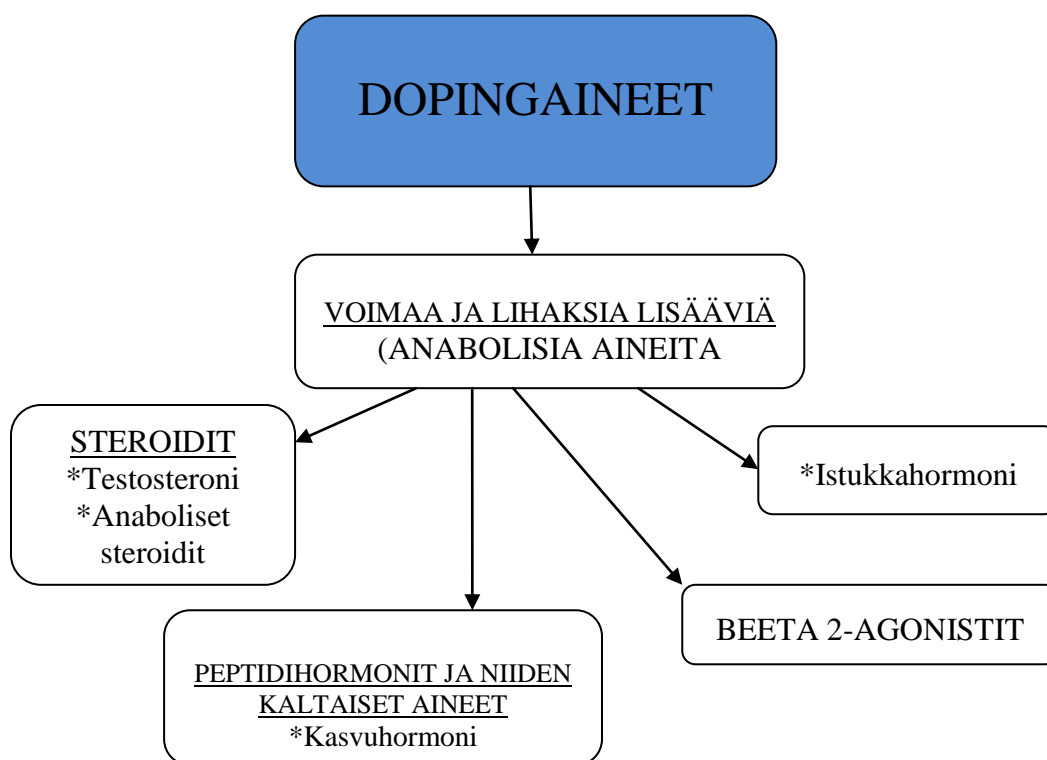 DOPINGAINEET
VOIMAA JA LIHAKSIA LISÄÄVIÄ
(ANABOLISIA AINEITA
STEROIDIT
*Testosteroni
*Anaboliset
steroidit
*Istukkahormoni
BEETA 2-AGONISTIT
PEPTIDIHORMONIT JA NIIDEN
KALTAISET AINEET
*Kasvuhormoni